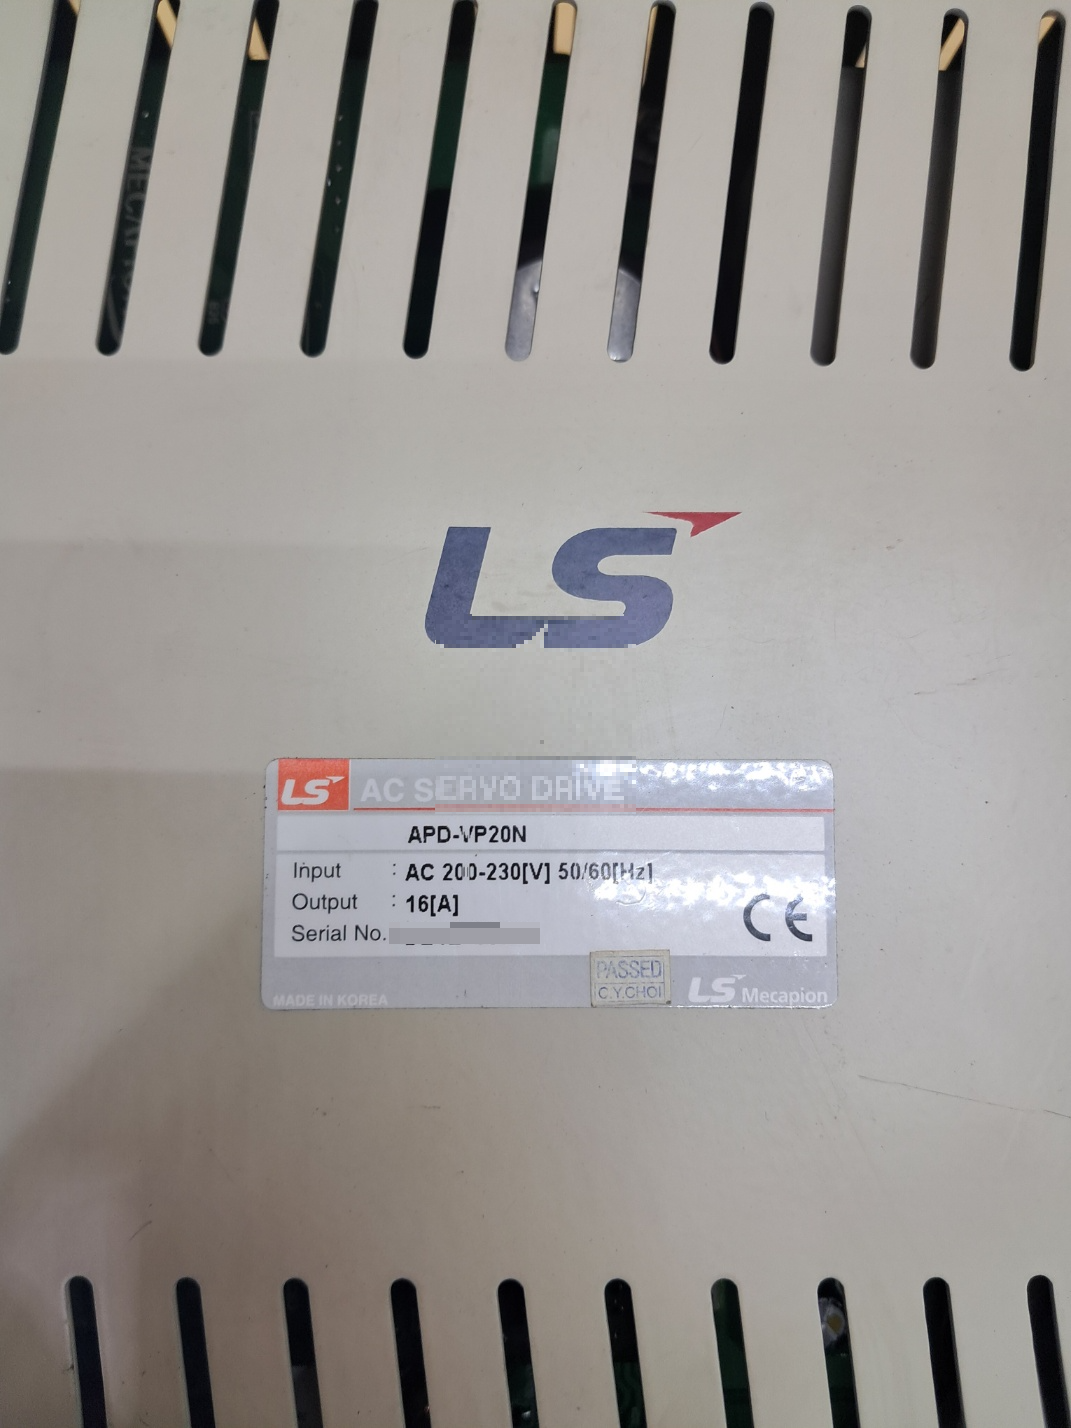 LS
LS AC SERVO DRIVE
APD-VP20N
Input : AC 200-230[V] 50/60[Hz]
Output : 16[A]
Serial No.
CE
PASSED
C.Y.CHOI
MADE IN KOREA
LS Mecapion